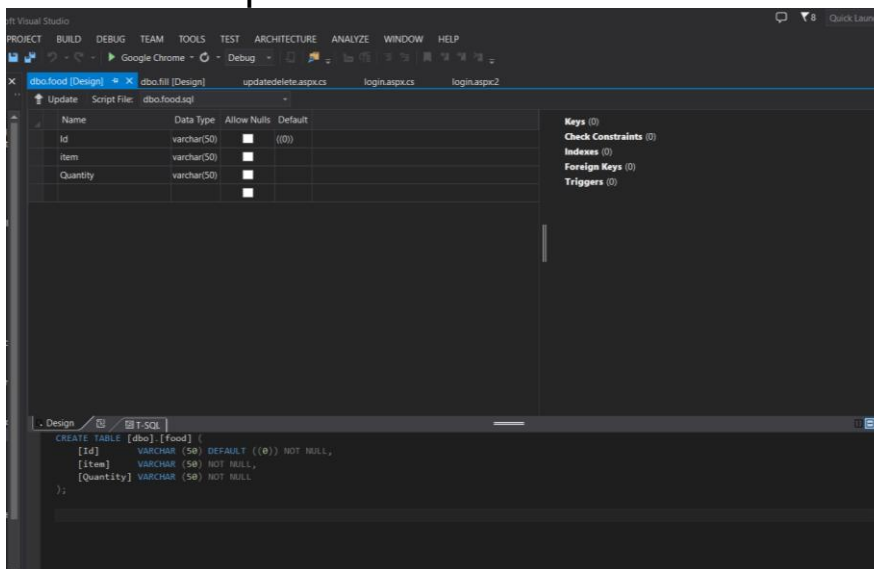 oft Visual Studio
8 Quick Laun
PROJECT BUILD DEBUG TEAM TOOLS TEST ARCHITECTURE ANALYZE WINDOW HELP
Google Chrome Debug
dbo.food [Design] dbo.fill [Design] updatedelete.aspx.cs login.aspx.cs login.aspx:2
Update Script File: dbo.food.sql
Name Data Type Allow Nulls Default
Id varchar(50) ((0))
item varchar(50)
Quantity varchar(50)
Keys (0)
Check Constraints (0)
Indexes (0)
Foreign Keys (0)
Triggers (0)
Design T-SQL
CREATE TABLE [dbo].[food] (
[Id] VARCHAR (50) DEFAULT ((0)) NOT NULL,
[item] VARCHAR (50) NOT NULL,
[Quantity] VARCHAR (50) NOT NULL
);